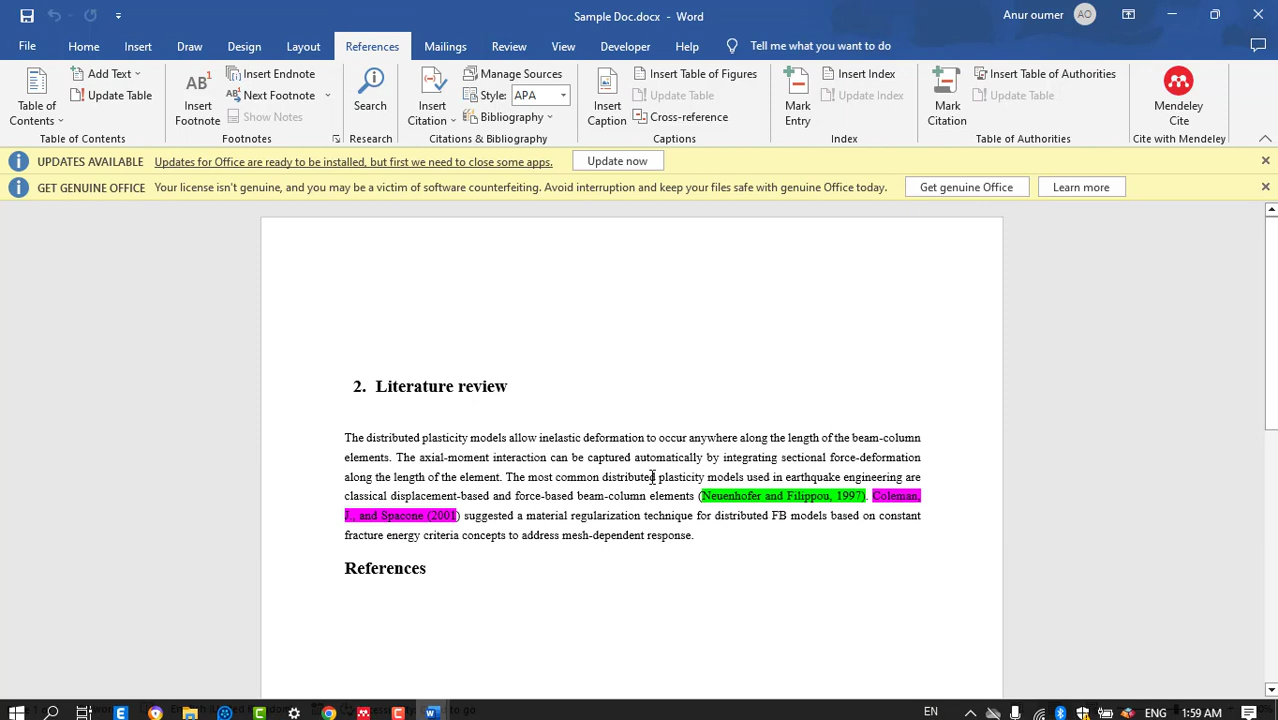 Sample Doc.docx - Word
Anur oumer AO
File Home Insert Draw Design Layout References Mailings Review View Developer Help Tell me what you want to do
Table of Contents
Add Text
Update Table
Table of Contents
AB1
Insert Footnote
Insert Endnote
Next Footnote
Show Notes
Footnotes
Search
Research
Insert Citation
Manage Sources
Style: APA
Bibliography
Citations & Bibliography
Insert Caption
Insert Table of Figures
Update Table
Cross-reference
Captions
Mark Entry
Insert Index
Update Index
Index
Mark Citation
Insert Table of Authorities
Update Table
Table of Authorities
Mendeley Cite
Cite with Mendeley
UPDATES AVAILABLE Updates for Office are ready to be installed, but first we need to close some apps. Update now
GET GENUINE OFFICE Your license isn't genuine, and you may be a victim of software counterfeiting. Avoid interruption and keep your files safe with genuine Office today. Get genuine Office Learn more
2. Literature review
The distributed plasticity models allow inelastic deformation to occur anywhere along the length of the beam-column
elements. The axial-moment interaction can be captured automatically by integrating sectional force-deformation
along the length of the element. The most common distributed plasticity models used in earthquake engineering are
classical displacement-based and force-based beam-column elements (Neuenhofer and Filippou, 1997). Coleman,
J., and Spacone (2001) suggested a material regularization technique for distributed FB models based on constant
fracture energy criteria concepts to address mesh-dependent response.
References
EN ENG 1:59 AM